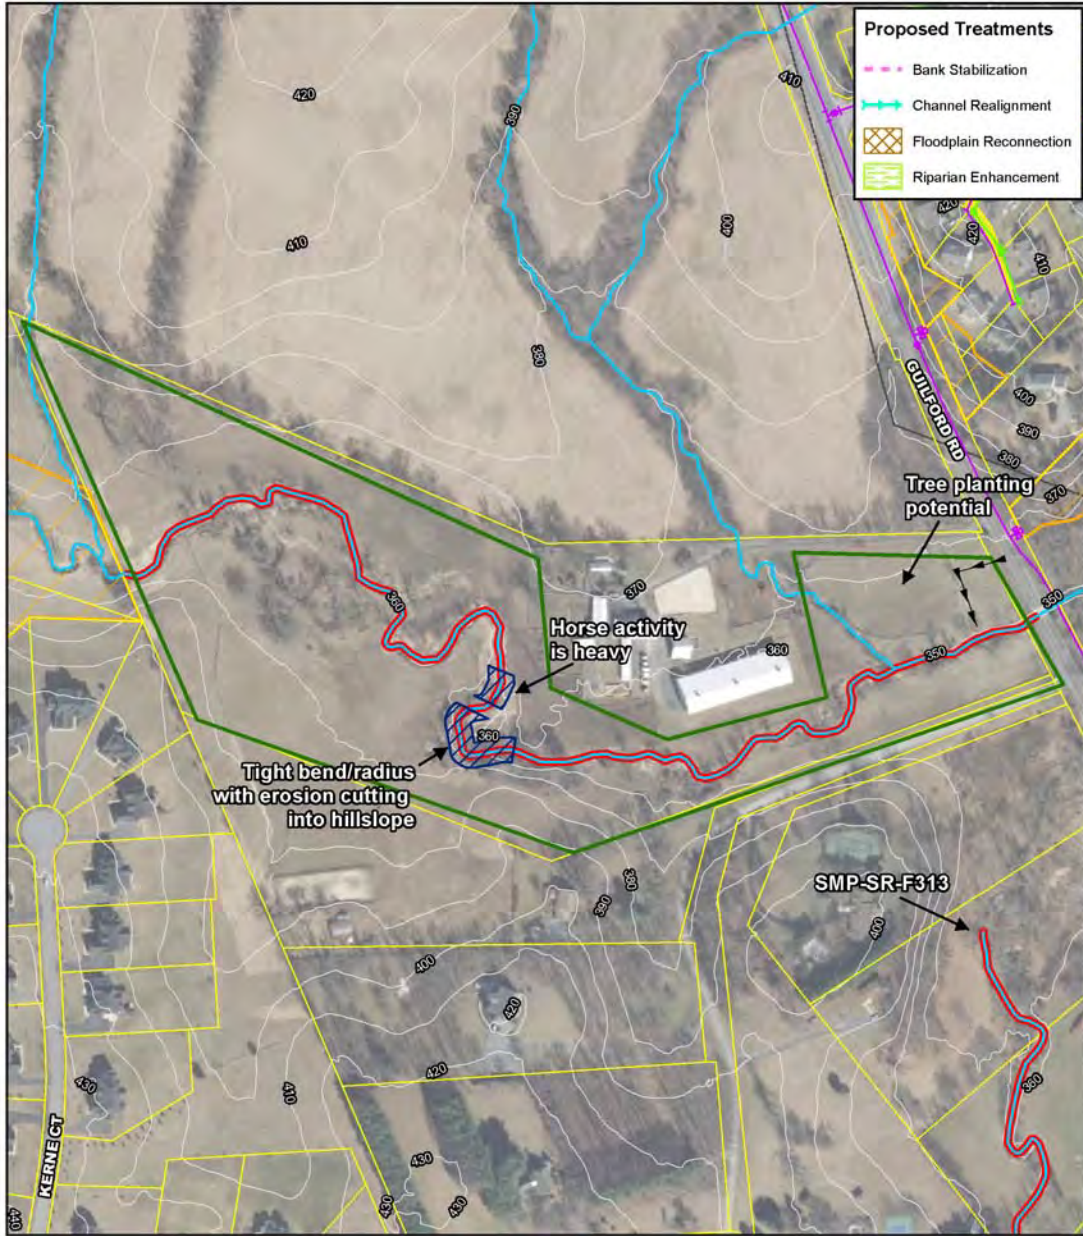 Proposed Treatments
Bank Stabilization
Channel Realignment
Floodplain Reconnection
Riparian Enhancement
420
390
410
410
400
420
420
410
380
GUILFORD RD
400
390
380
370
Tree planting
potential
360
370
350
Horse activity
is heavy
360
350
360
Tight bend/radius
with erosion cutting
into hillslope
380
390
SMP-SR-F313
400
400
420
430
420
410
360
KERNE CT
430
430
430
430
440